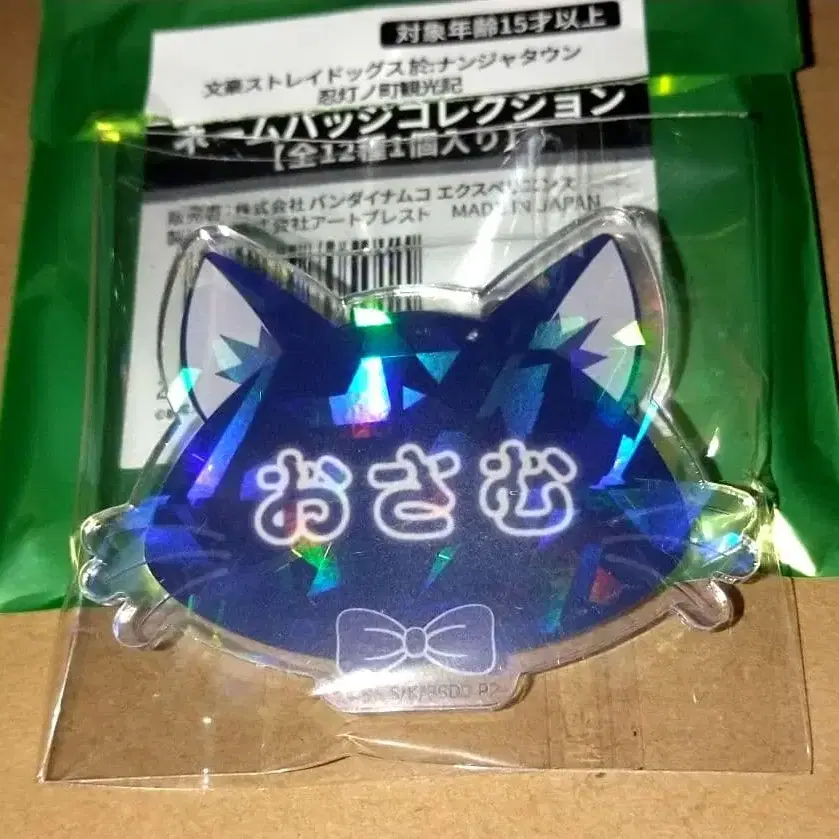 対象年齢15才以上
文豪ストレイドッグス 於:ナンジャタウン
忍灯ノ町観光記
ネームバッジコレクション
【全12種1個入り】
販売者:株式会社 バンダイナムコ エクスペリエンス
会社アートプレスト MADE IN JAPAN
おさむ